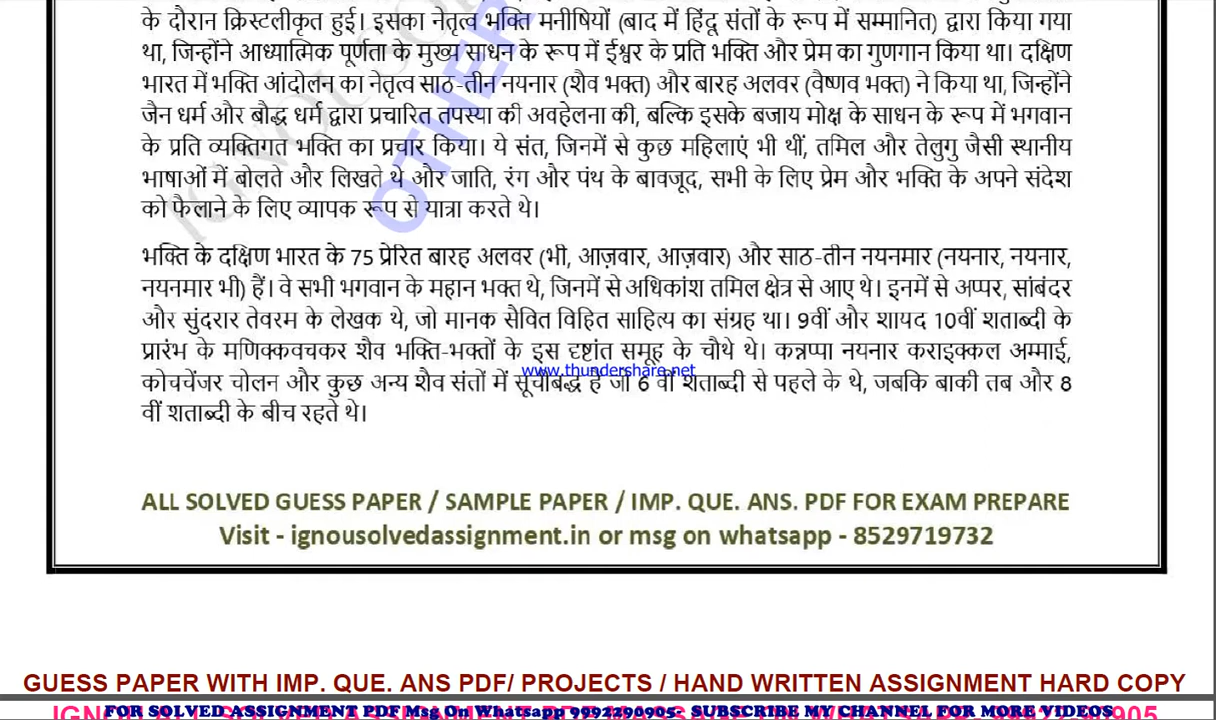 के दौरान क्रिस्टलीकृत हुई। इसका नेतृत्व भक्ति मनीषियों (बाद में हिंदू संतों के रूप में सम्मानित) द्वारा किया गया
था, जिन्होंने आध्यात्मिक पूर्णता के मुख्य साधन के रूप में ईश्वर के प्रति भक्ति और प्रेम का गुणगान किया था। दक्षिण
भारत में भक्ति आंदोलन का नेतृत्व साठ-तीन नयनार (शैव भक्त) और बारह अलवर (वैष्णव भक्त) ने किया था, जिन्होंने
जैन धर्म और बौद्ध धर्म द्वारा प्रचारित तपस्या की अवहेलना की, बल्कि इसके बजाय मोक्ष के साधन के रूप में भगवान
के प्रति व्यक्तिगत भक्ति का प्रचार किया। ये संत, जिनमें से कुछ महिलाएं भी थीं, तमिल और तेलुगु जैसी स्थानीय
भाषाओं में बोलते और लिखते थे और जाति, रंग और पंथ के बावजूद, सभी के लिए प्रेम और भक्ति के अपने संदेश
को फैलाने के लिए व्यापक रूप से यात्रा करते थे।
भक्ति के दक्षिण भारत के 75 प्रेरित बारह अलवर (भी, आज़वार, आज़वार) और साठ-तीन नयनमार (नयनार, नयनार,
नयनमार भी) हैं। वे सभी भगवान के महान भक्त थे, जिनमें से अधिकांश तमिल क्षेत्र से आए थे। इनमें से अप्पर, सांबंदर
और सुंदरार तेवरम के लेखक थे, जो मानक सैवित विहित साहित्य का संग्रह था। 9वीं और शायद 10वीं शताब्दी के
प्रारंभ के मणिक्कवचकर शैव भक्ति-भक्तों के इस दृष्टांत समूह के चौथे थे। कन्नप्पा नयनार कराइक्कल अम्माई,
कोचचेंजर चोलन और कुछ अन्य शैव संतों में सूचीबद्ध हैं जो 6 वीं शताब्दी से पहले के थे, जबकि बाकी तब और 8
वीं शताब्दी के बीच रहते थे।
www.thundershare.net
OTHER
ALL SOLVED GUESS PAPER / SAMPLE PAPER / IMP. QUE. ANS. PDF FOR EXAM PREPARE
Visit - ignousolvedassignment.in or msg on whatsapp - 8529719732
GUESS PAPER WITH IMP. QUE. ANS PDF/ PROJECTS / HAND WRITTEN ASSIGNMENT HARD COPY
FOR SOLVED ASSIGNMENT PDF Msg On Whatsapp 9992290905- SUBSCRIBE MY CHANNEL FOR MORE VIDEOS